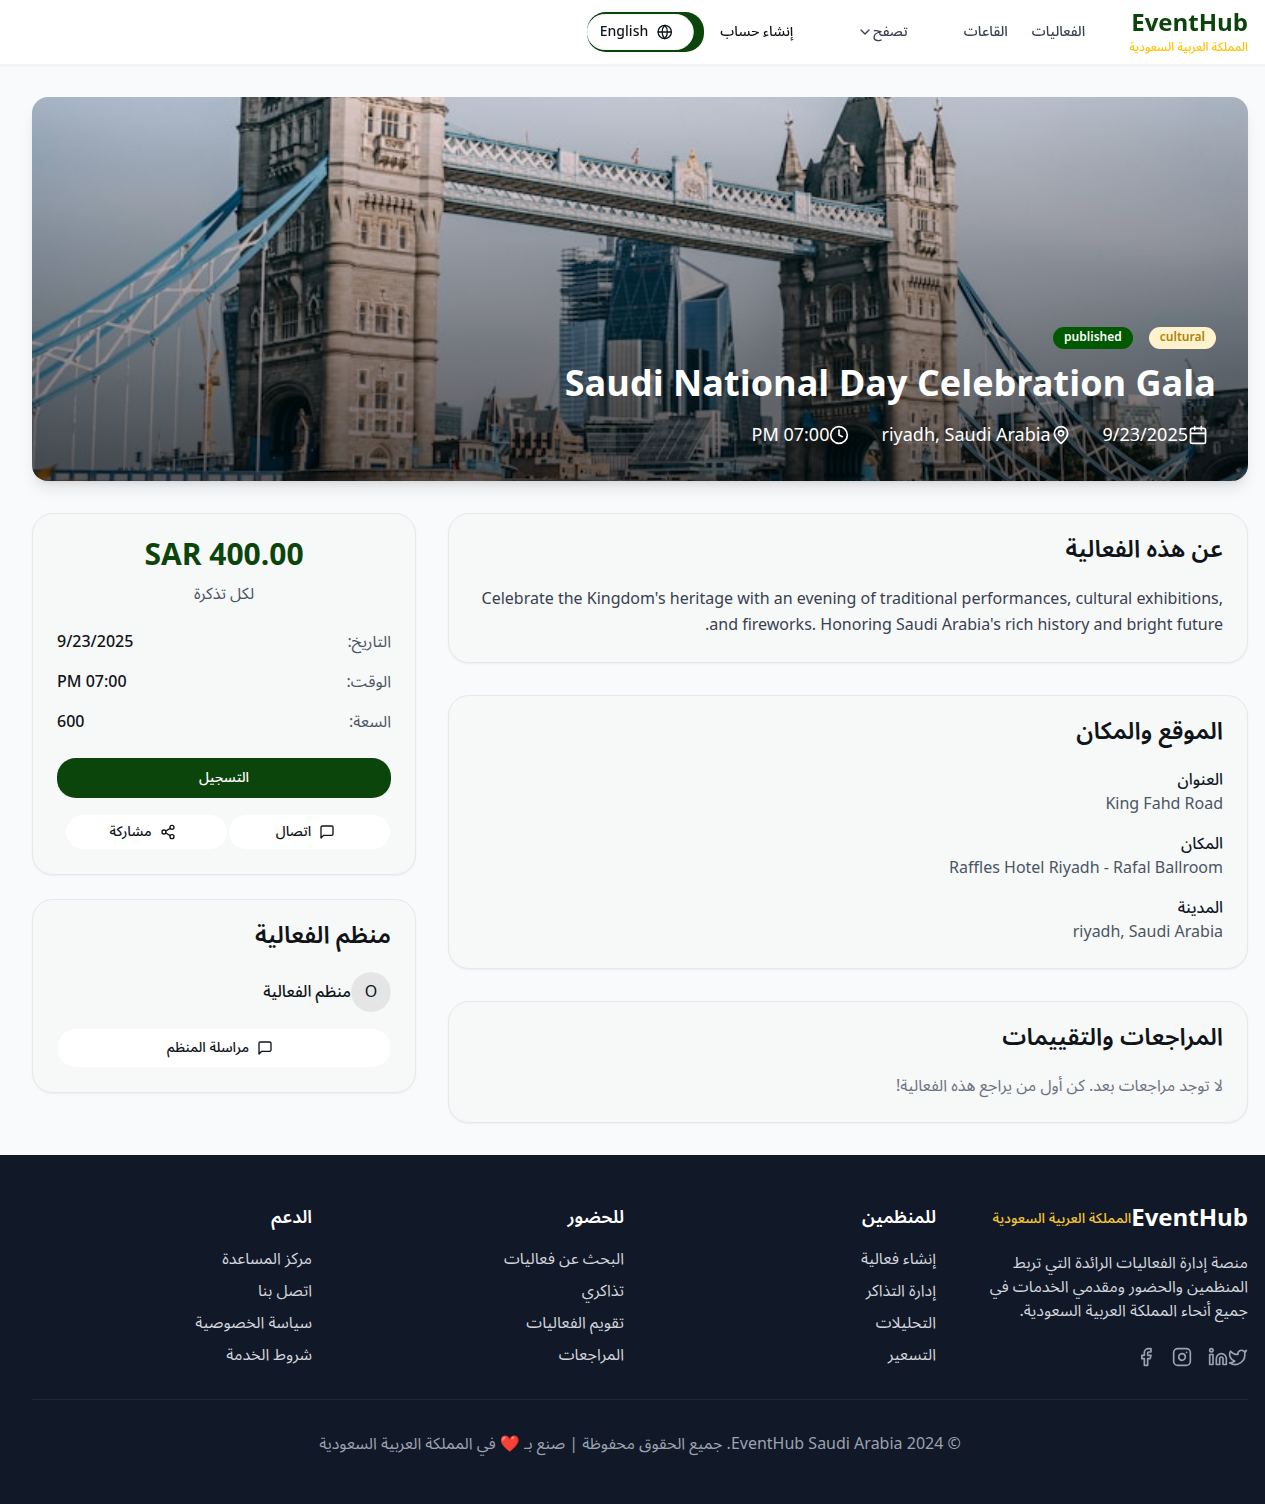 EventHub
المملكة العربية السعودية
الفعاليات
القاعات
تصفح
إنشاء حساب
English
cultural
published
Saudi National Day Celebration Gala
9/23/2025
riyadh, Saudi Arabia
07:00 PM
عن هذه الفعالية
Celebrate the Kingdom's heritage with an evening of traditional performances, cultural exhibitions,
and fireworks. Honoring Saudi Arabia's rich history and bright future.
الموقع والمكان
العنوان
King Fahd Road
المكان
Raffles Hotel Riyadh - Rafal Ballroom
المدينة
riyadh, Saudi Arabia
المراجعات والتقييمات
لا توجد مراجعات بعد. كن أول من يراجع هذه الفعالية!
SAR 400.00
لكل تذكرة
التاريخ: 9/23/2025
الوقت: 07:00 PM
السعة: 600
التسجيل
اتصال
مشاركة
منظم الفعالية
O
منظم الفعالية
مراسلة المنظم
EventHub المملكة العربية السعودية
منصة إدارة الفعاليات الرائدة التي تربط
المنظمين والحضور ومقدمي الخدمات في
جميع أنحاء المملكة العربية السعودية.
للمنظمين
إنشاء فعالية
إدارة التذاكر
التحليلات
التسعير
للحضور
البحث عن فعاليات
تذاكري
تقويم الفعاليات
المراجعات
الدعم
مركز المساعدة
اتصل بنا
سياسة الخصوصية
شروط الخدمة
© 2024 EventHub Saudi Arabia. جميع الحقوق محفوظة | صنع بـ ❤️ في المملكة العربية السعودية